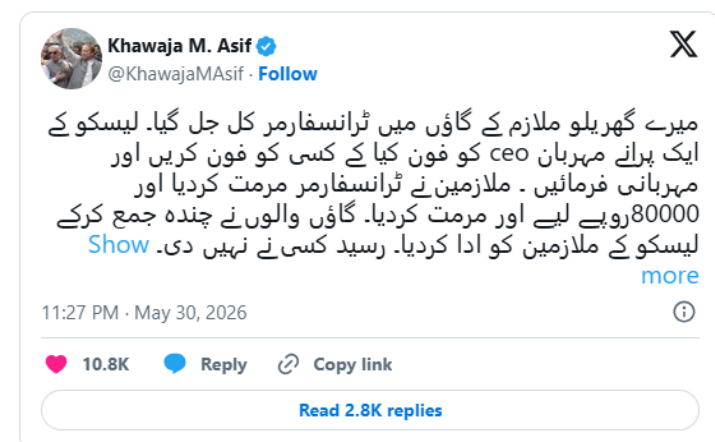 Khawaja M. Asif
@KhawajaMAsif · Follow
میرے گھریلو ملازم کے گاؤں میں ٹرانسفارمر کل جل گیا۔ لیسکو کے
ایک پرانے مہربان ceo کو فون کیا کے کسی کو فون کریں اور
مہربانی فرمائیں ۔ ملازمین نے ٹرانسفارمر مرمت کردیا اور
80000روپے لیے اور مرمت کردیا۔ گاؤں والوں نے چندہ جمع کرکے
لیسکو کے ملازمین کو ادا کردیا۔ رسید کسی نے نہیں دی۔ Show
more
11:27 PM · May 30, 2026
10.8K Reply Copy link
Read 2.8K replies